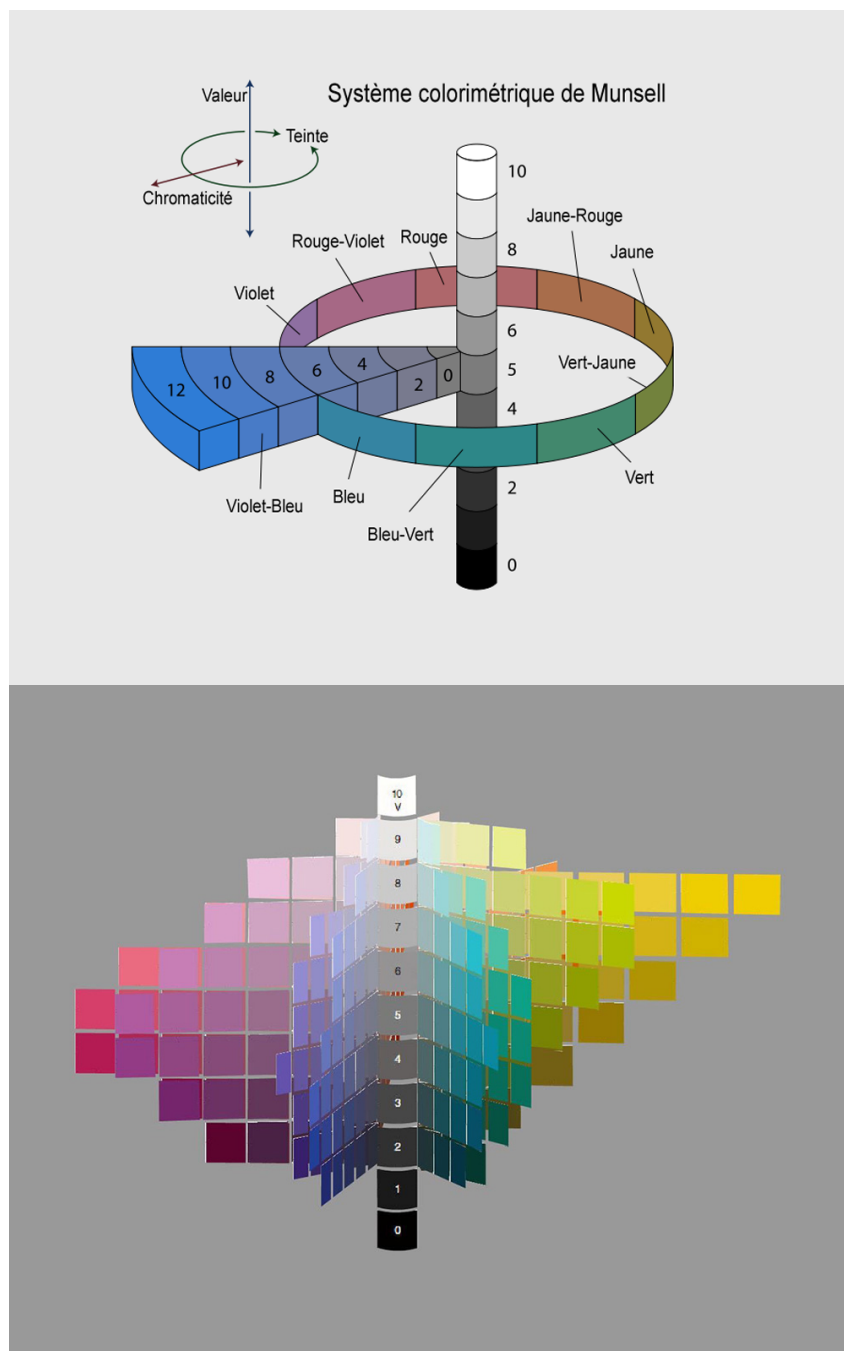 Système colorimétrique de Munsell
Valeur
Teinte
Chromaticité
10
8
6
5
4
2
0
Rouge-Violet
Rouge
Jaune-Rouge
Jaune
Violet
Vert-Jaune
12
10
8
6
4
2
0
Violet-Bleu
Bleu
Bleu-Vert
Vert
10
V
9
8
7
6
5
4
3
2
1
0